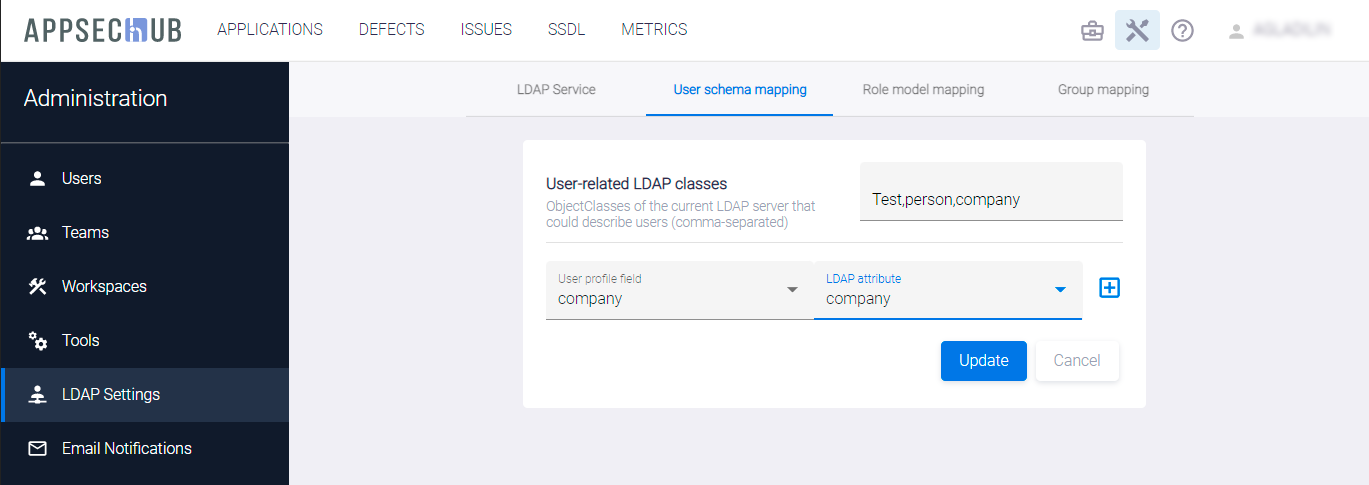 APPSECHUB APPLICATIONS DEFECTS ISSUES SSDL METRICS
Administration
Users
Teams
Workspaces
Tools
LDAP Settings
Email Notifications
LDAP Service User schema mapping Role model mapping Group mapping
User-related LDAP classes
ObjectClasses of the current LDAP server that
could describe users (comma-separated)
Test,person,company
User profile field
company
LDAP attribute
company
Update Cancel